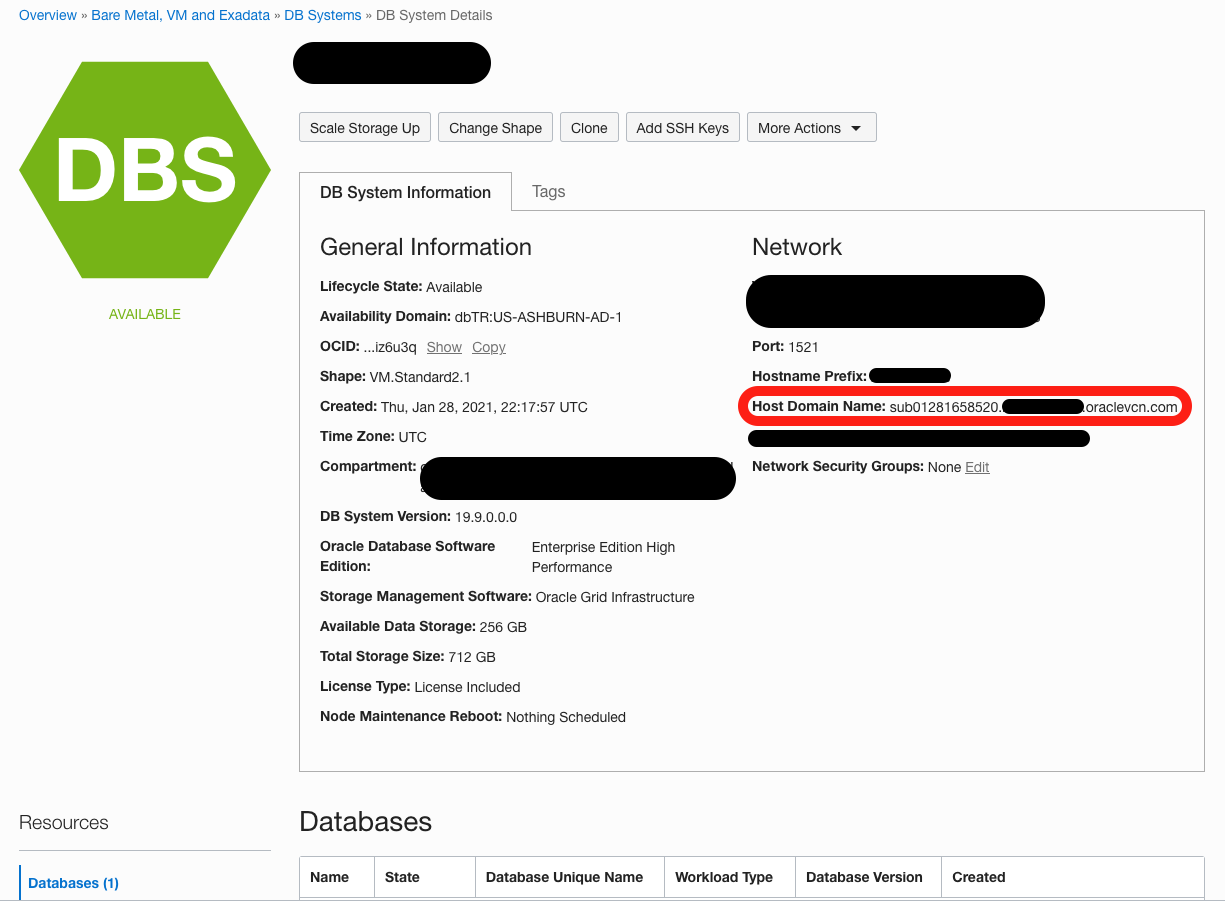 Overview » Bare Metal, VM and Exadata » DB Systems » DB System Details
DBS
AVAILABLE
Scale Storage Up Change Shape Clone Add SSH Keys More Actions
DB System Information Tags
General Information
Lifecycle State: Available
Availability Domain: dbTR:US-ASHBURN-AD-1
OCID: ...iz6u3q Show Copy
Shape: VM.Standard2.1
Created: Thu, Jan 28, 2021, 22:17:57 UTC
Time Zone: UTC
Compartment:
DB System Version: 19.9.0.0.0
Oracle Database Software Edition: Enterprise Edition High
Performance
Storage Management Software: Oracle Grid Infrastructure
Available Data Storage: 256 GB
Total Storage Size: 712 GB
License Type: License Included
Node Maintenance Reboot: Nothing Scheduled
Network
Port: 1521
Hostname Prefix:
Host Domain Name: sub01281658520. .oraclevcn.com
Network Security Groups: None Edit
Resources
Databases (1)
Databases
Name State Database Unique Name Workload Type Database Version Created